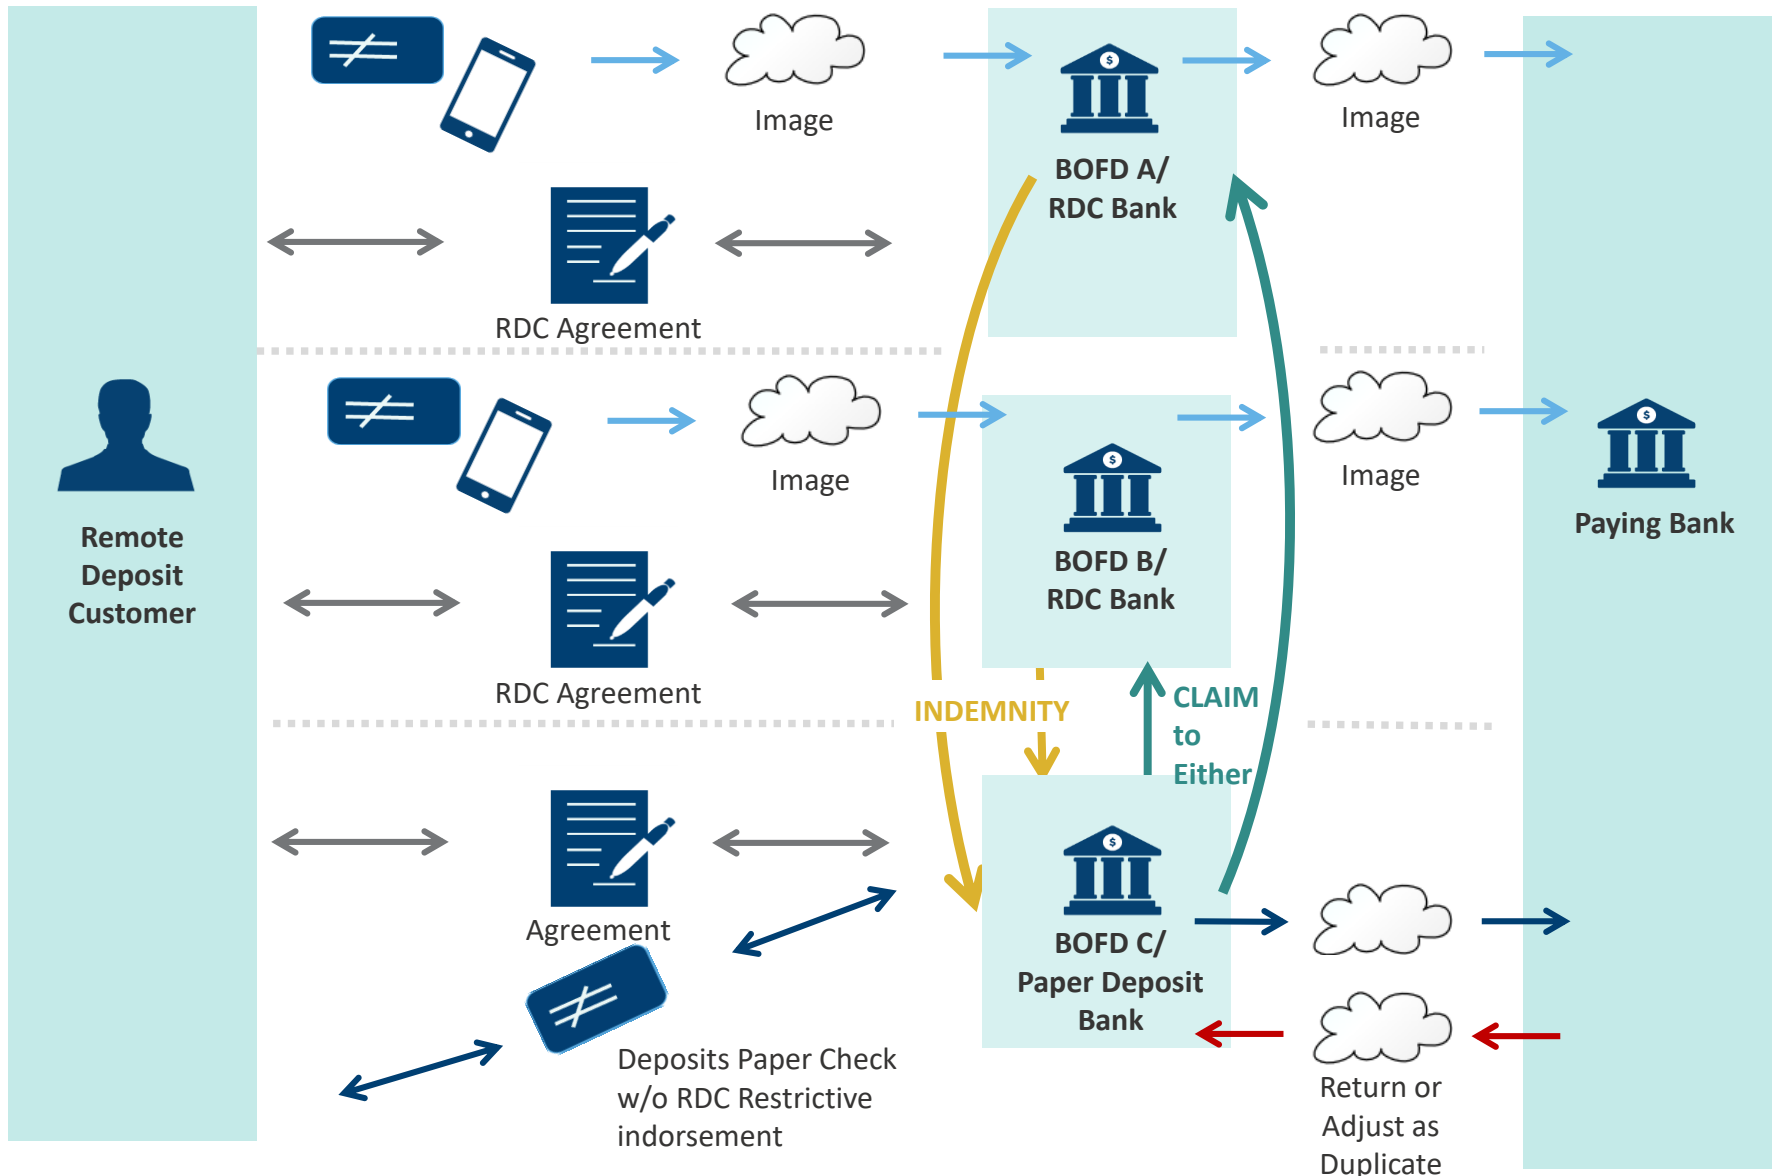 Image
BOFD A/
RDC Bank
Image
RDC Agreement
Remote
Deposit
Customer
Image
BOFD B/
RDC Bank
Image
Paying Bank
RDC Agreement
INDEMNITY
CLAIM
to
Either
Agreement
BOFD C/
Paper Deposit
Bank
Deposits Paper Check
w/o RDC Restrictive
indorsement
Return or
Adjust as
Duplicate